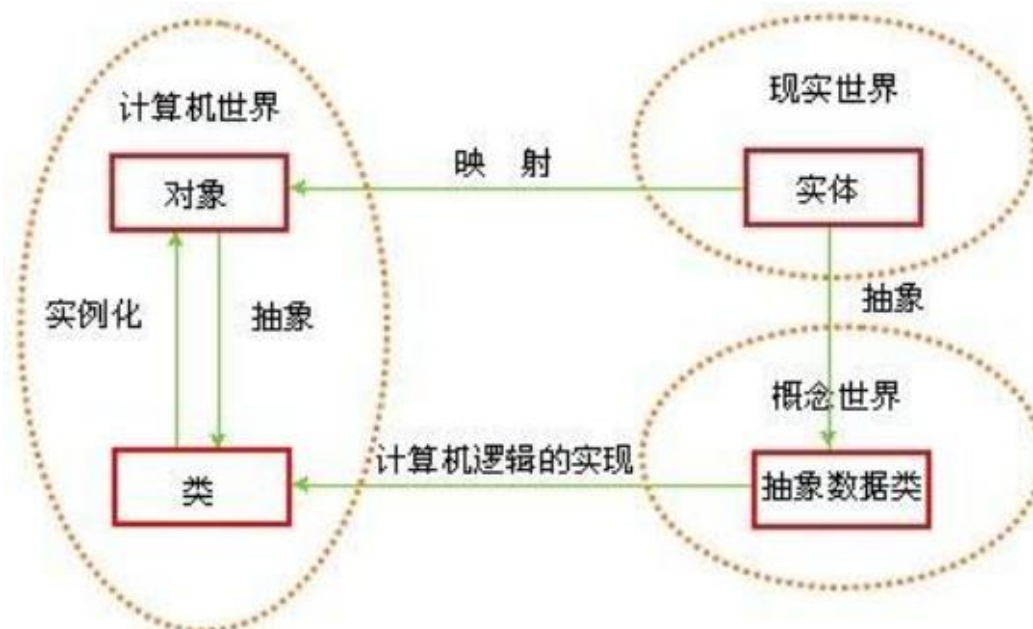 计算机世界
现实世界
映 射
对象
实体
实例化
抽象
抽象
概念世界
计算机逻辑的实现
类
抽象数据类